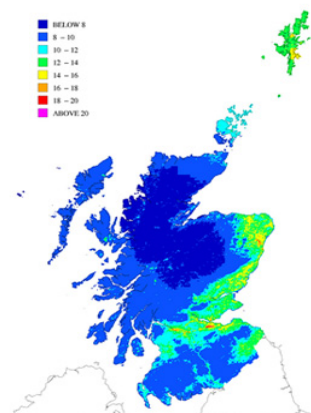 BELOW 8
8 – 10
10 – 12
12 – 14
14 – 16
16 – 18
18 – 20
ABOVE 20